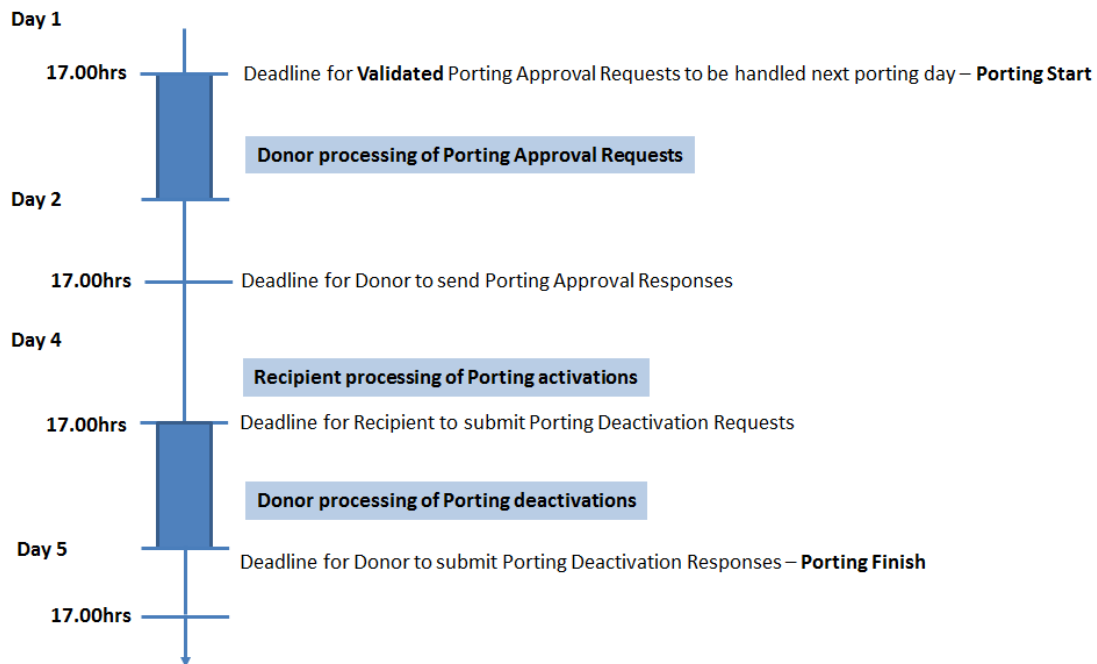 Day 1
17.00hrs Deadline for Validated Porting Approval Requests to be handled next porting day – Porting Start
Donor processing of Porting Approval Requests
Day 2
17.00hrs Deadline for Donor to send Porting Approval Responses
Day 4
Recipient processing of Porting activations
17.00hrs Deadline for Recipient to submit Porting Deactivation Requests
Donor processing of Porting deactivations
Day 5 Deadline for Donor to submit Porting Deactivation Responses – Porting Finish
17.00hrs